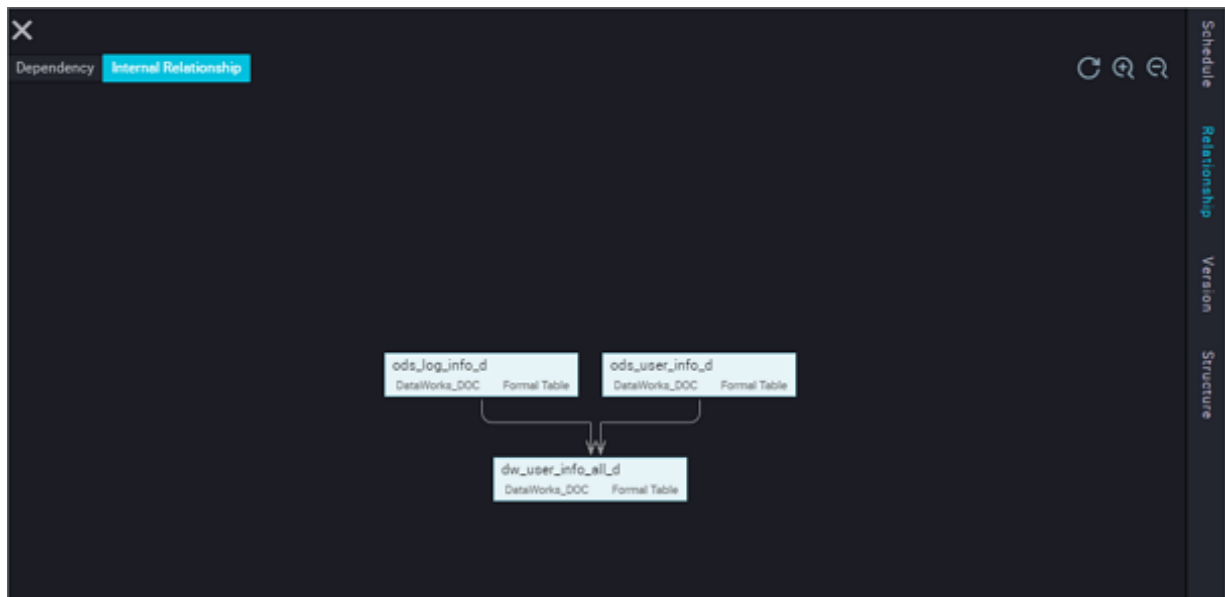 Dependency
Internal Relationship
ods_log_info_d
DataWorks_DOC Formal Table
ods_user_info_d
DataWorks_DOC Formal Table
dw_user_info_all_d
DataWorks_DOC Formal Table
Schedule
Relationship
Version
Structure